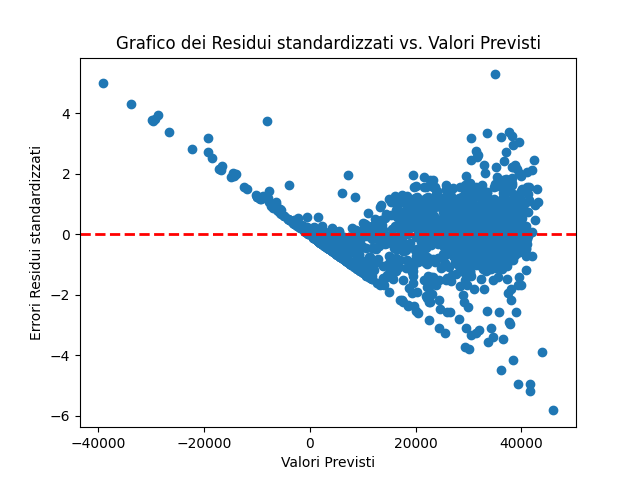 Grafico dei Residui standardizzati vs. Valori Previsti
Errori Residui standardizzati
4
2
0
−2
−4
−6
−40000 −20000 0 20000 40000
Valori Previsti